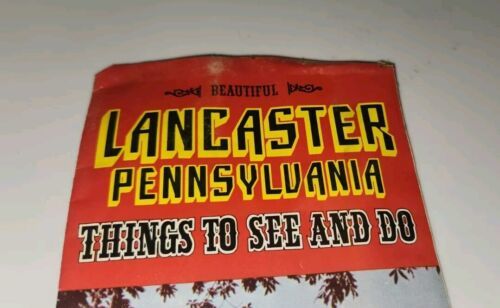 BEAUTIFUL
LANCASTER
PENNSYLVANIA
THINGS TO SEE AND DO